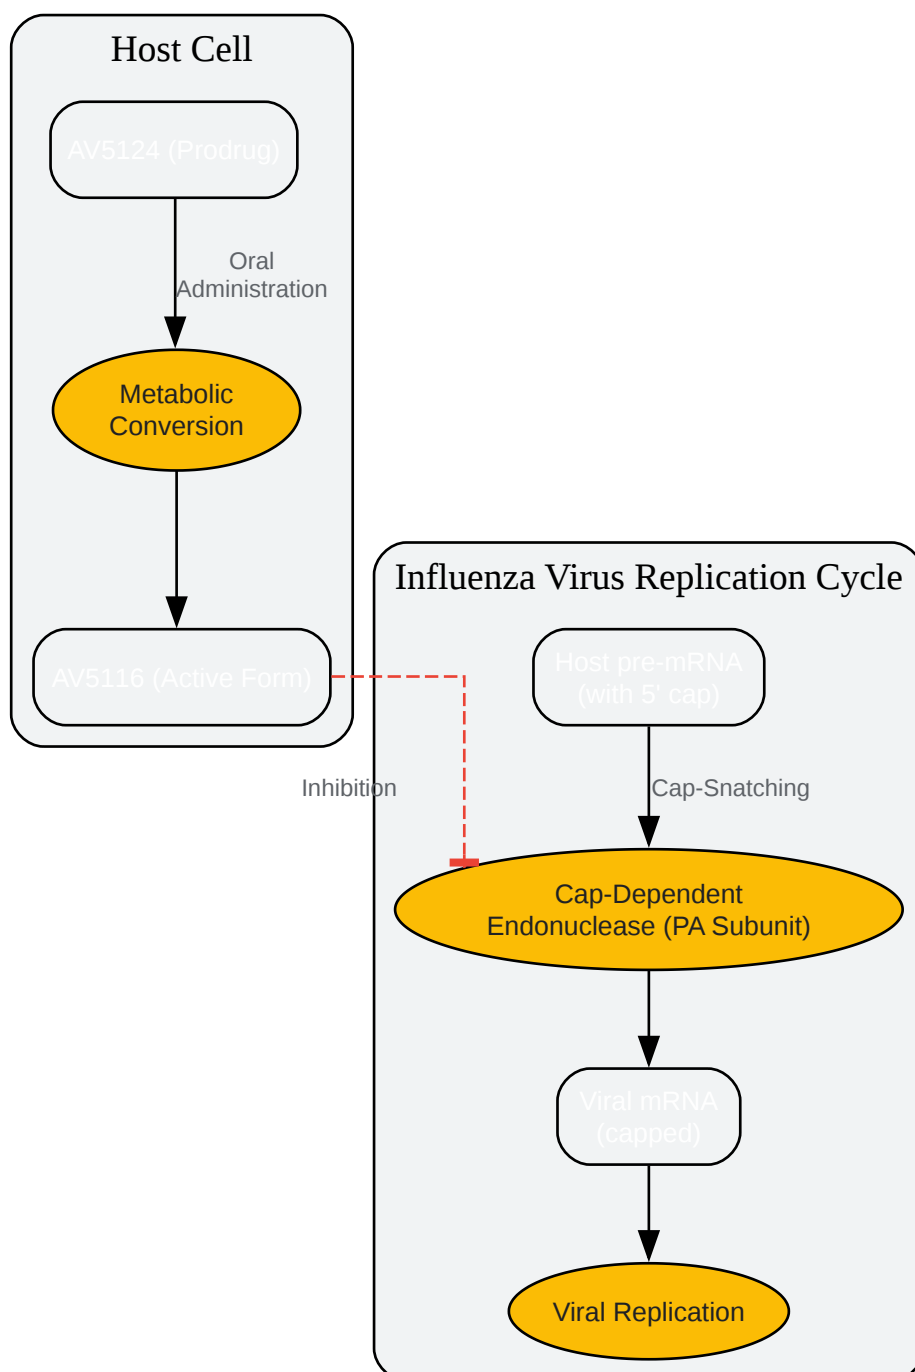 Host Cell
AV5124 (Prodrug)
Oral
Administration
Metabolic
Conversion
AV5116 (Active Form)
Inhibition
Influenza Virus Replication Cycle
Host pre-mRNA
(with 5' cap)
Cap-Snatching
Cap-Dependent
Endonuclease (PA Subunit)
Viral mRNA
(capped)
Viral Replication